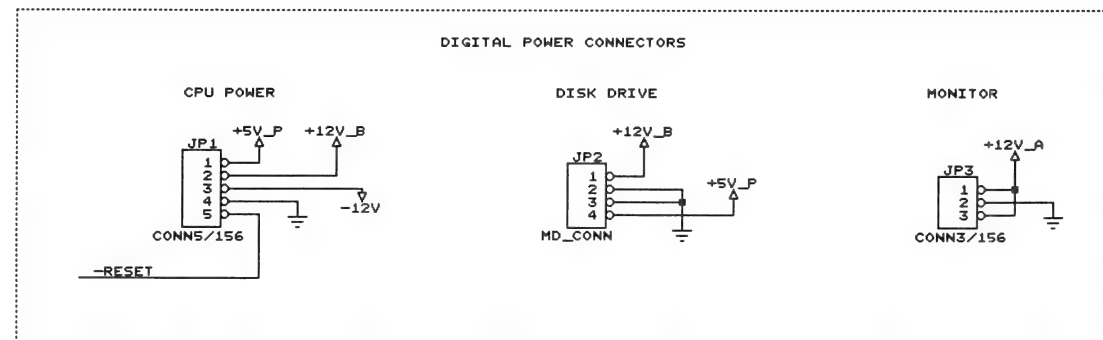 DIGITAL POWER CONNECTORS
CPU POWER
DISK DRIVE
MONITOR
+5V_P +12V_B
JP1
1
2
3
4
5
-12V
CONN5/156
-RESET
+12V_B
JP2
1
2
3
4
+5V_P
MD_CONN
+12V_A
JP3
1
2
3
CONN3/156